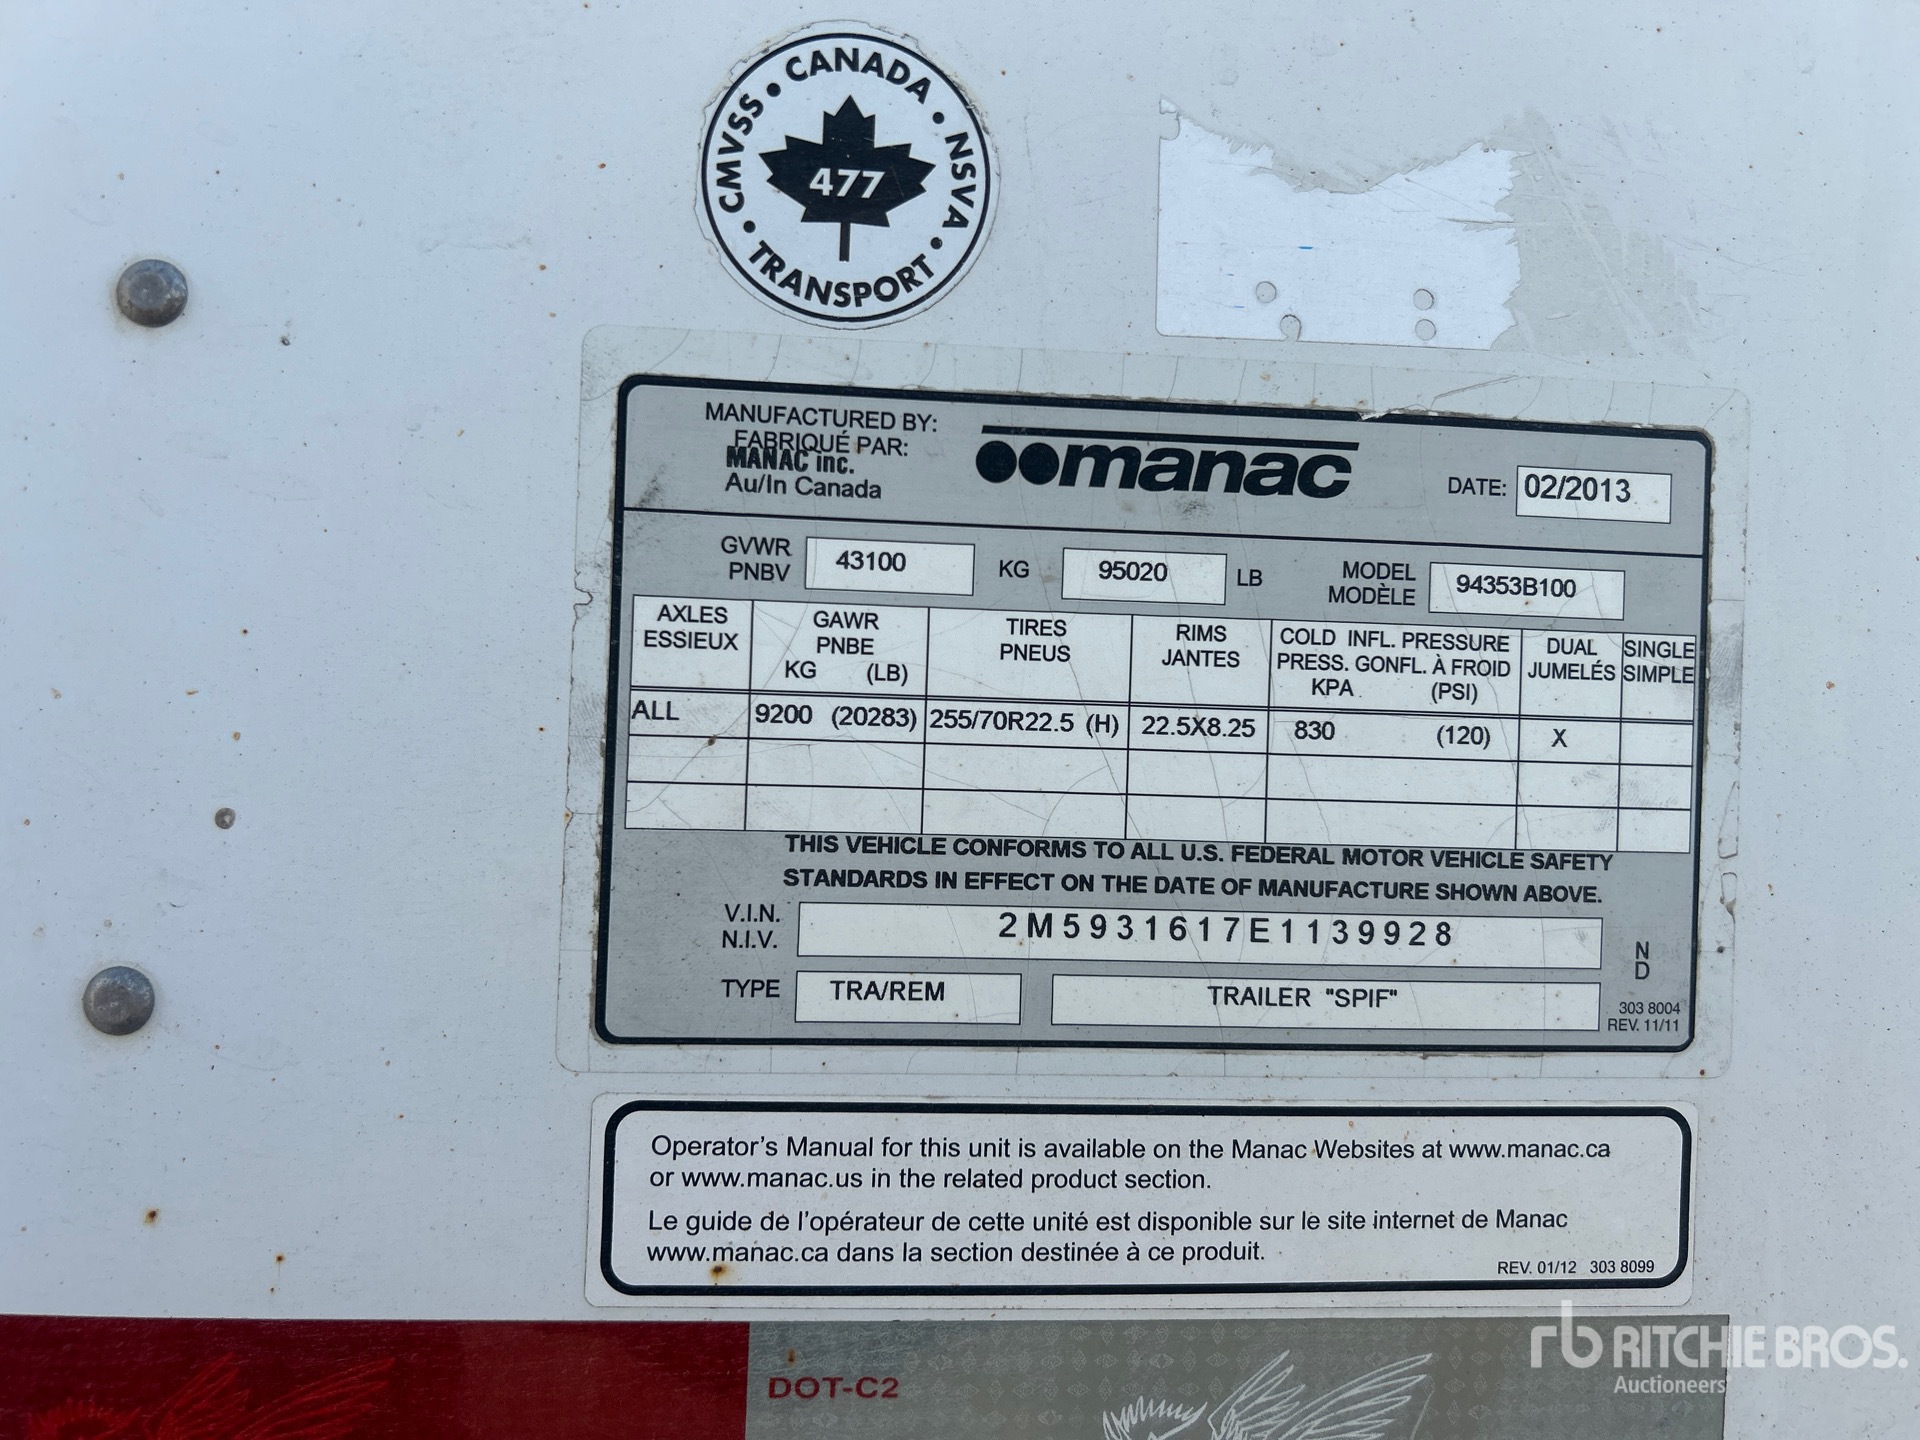 CMVSS • CANADA • NSVA • TRANSPORT •
477
MANUFACTURED BY:
FABRIQUÉ PAR:
MANAC inc.
Au/In Canada
manac
DATE: 02/2013
GVWR
PNBV
43100 KG 95020 LB
MODEL
MODÈLE
94353B100
AXLES
ESSIEUX
GAWR
PNBE
KG (LB)
TIRES
PNEUS
RIMS
JANTES
COLD INFL. PRESSURE
PRESS. GONFL. À FROID
KPA (PSI)
DUAL
JUMELÉS
SINGLE
SIMPLE
ALL 9200 (20283) 255/70R22.5 (H) 22.5X8.25 830 (120) X
THIS VEHICLE CONFORMS TO ALL U.S. FEDERAL MOTOR VEHICLE SAFETY
STANDARDS IN EFFECT ON THE DATE OF MANUFACTURE SHOWN ABOVE.
V.I.N.
N.I.V.
2M5931617E1139928
N
D
TYPE TRA/REM TRAILER "SPIF"
303 8004
REV. 11/11
Operator's Manual for this unit is available on the Manac Websites at www.manac.ca
or www.manac.us in the related product section.
Le guide de l'opérateur de cette unité est disponible sur le site internet de Manac
www.manac.ca dans la section destinée à ce produit.
REV. 01/12 303 8099
DOT-C2
rb RITCHIE BROS.
Auctioneers